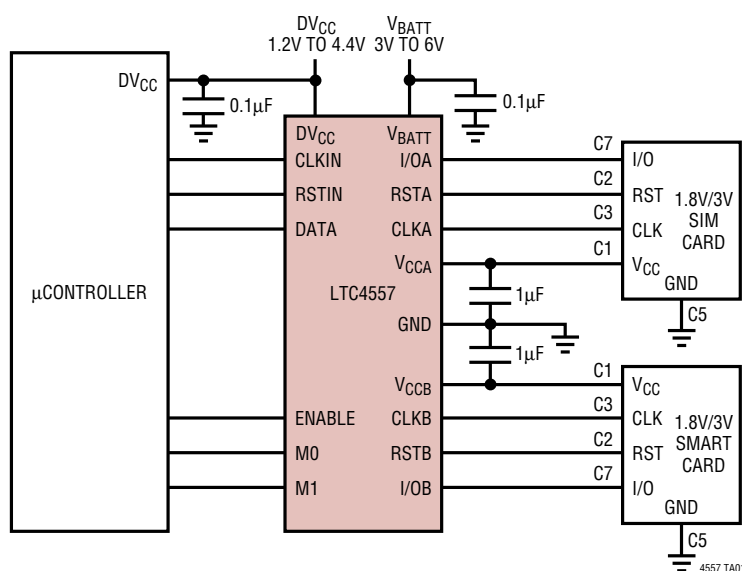 DVCC
1.2V TO 4.4V
VBATT
3V TO 6V
DVCC
0.1µF
0.1µF
µCONTROLLER
DVCC
CLKIN
RSTIN
DATA
ENABLE
M0
M1
LTC4557
VBATT
I/OA
RSTA
CLKA
VCCA
GND
VCCB
CLKB
RSTB
I/OB
1µF
1µF
C7
C2
C3
C1
I/O
RST
CLK
VCC
1.8V/3V
SIM
CARD
GND
C5
C1
C3
C2
C7
VCC
CLK
RST
I/O
1.8V/3V
SMART
CARD
GND
C5